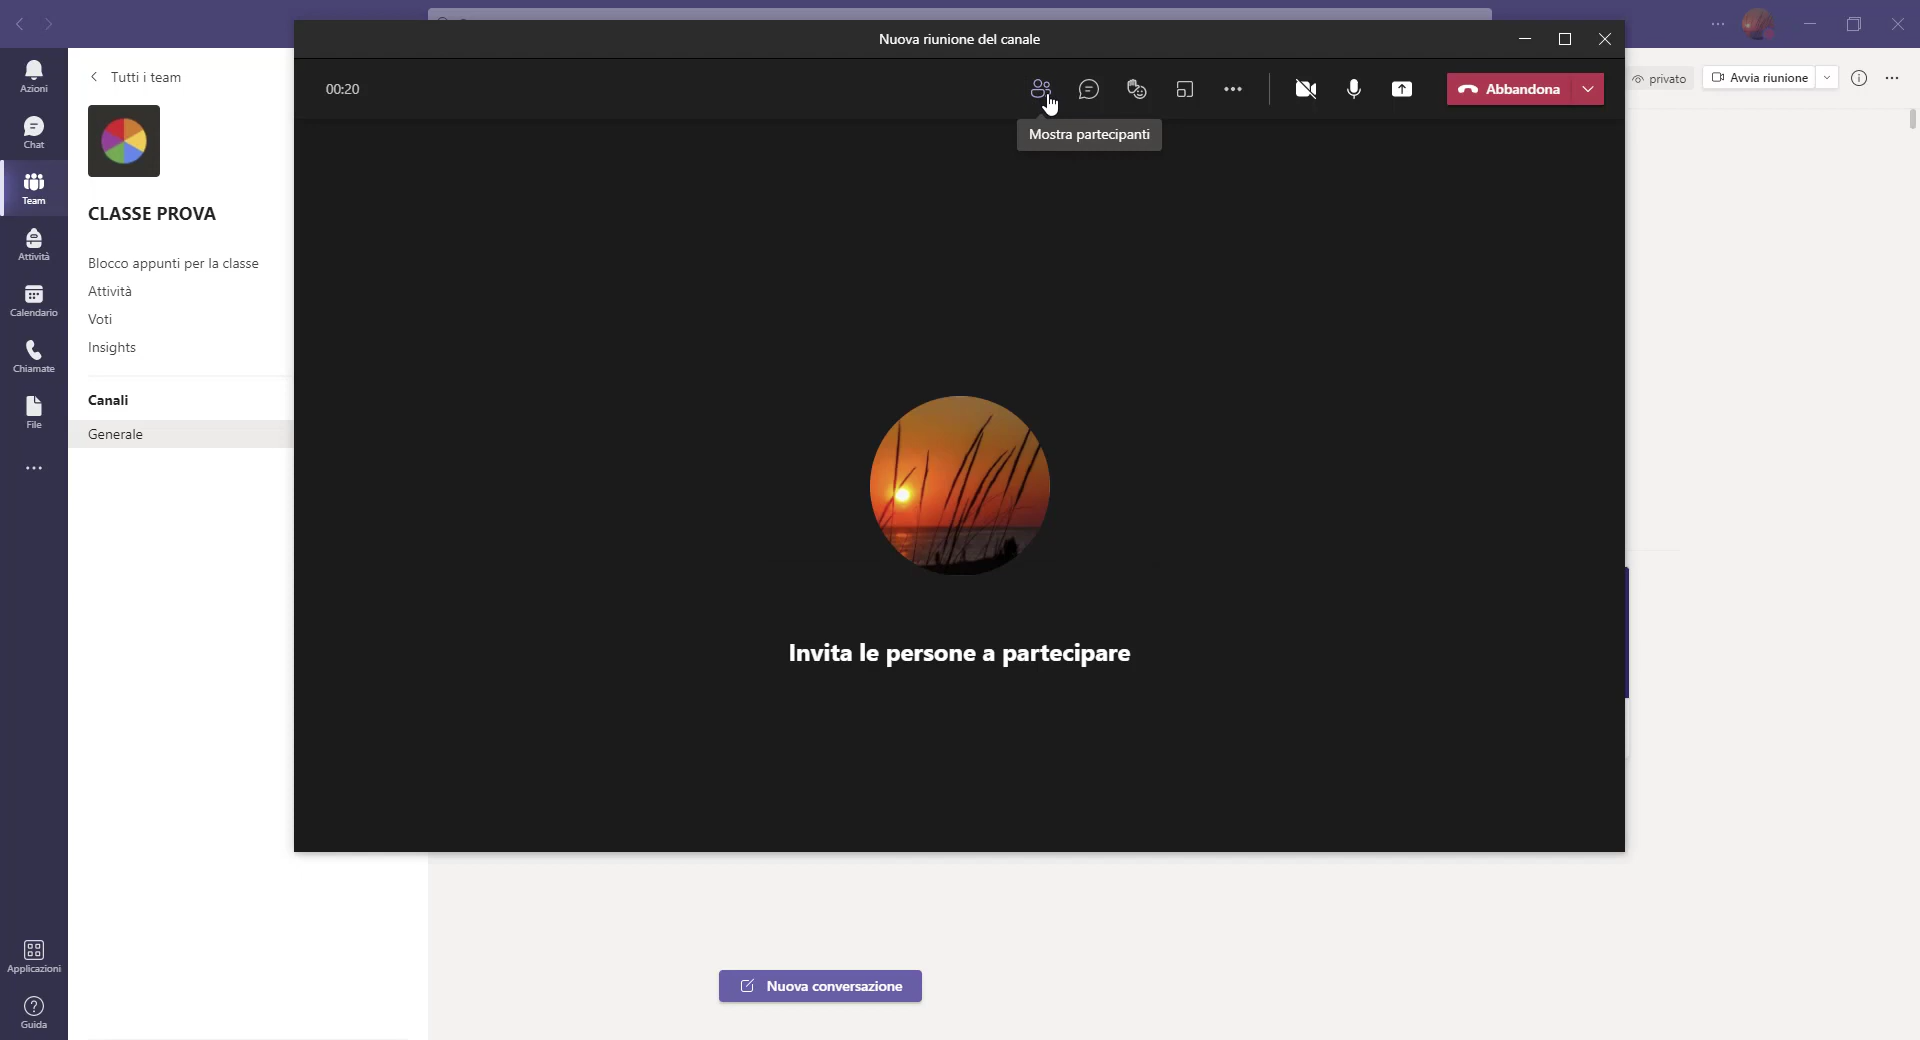 Nuova riunione del canale
00:20
Abbandona
Mostra partecipanti
Invita le persone a partecipare
Azioni
Chat
Team
Attività
Calendario
Chiamate
File
Applicazioni
Guida
Tutti i team
CLASSE PROVA
Blocco appunti per la classe
Attività
Voti
Insights
Canali
Generale
privato
Avvia riunione
Nuova conversazione